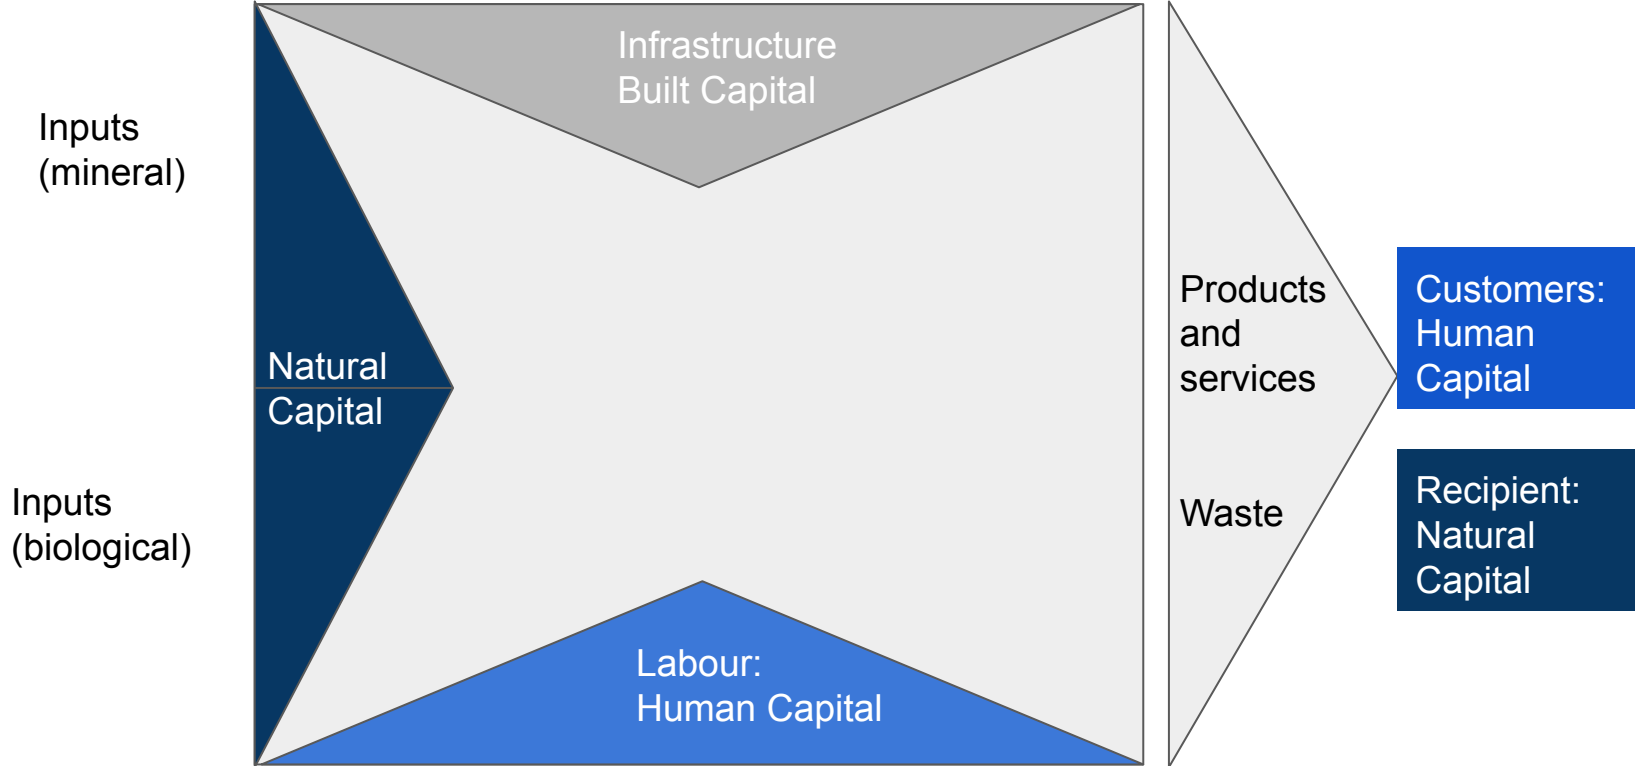 Infrastructure
Built Capital
Inputs
(mineral)
Natural
Capital
Inputs
(biological)
Labour:
Human Capital
Products
and
services
Waste
Customers:
Human
Capital
Recipient:
Natural
Capital